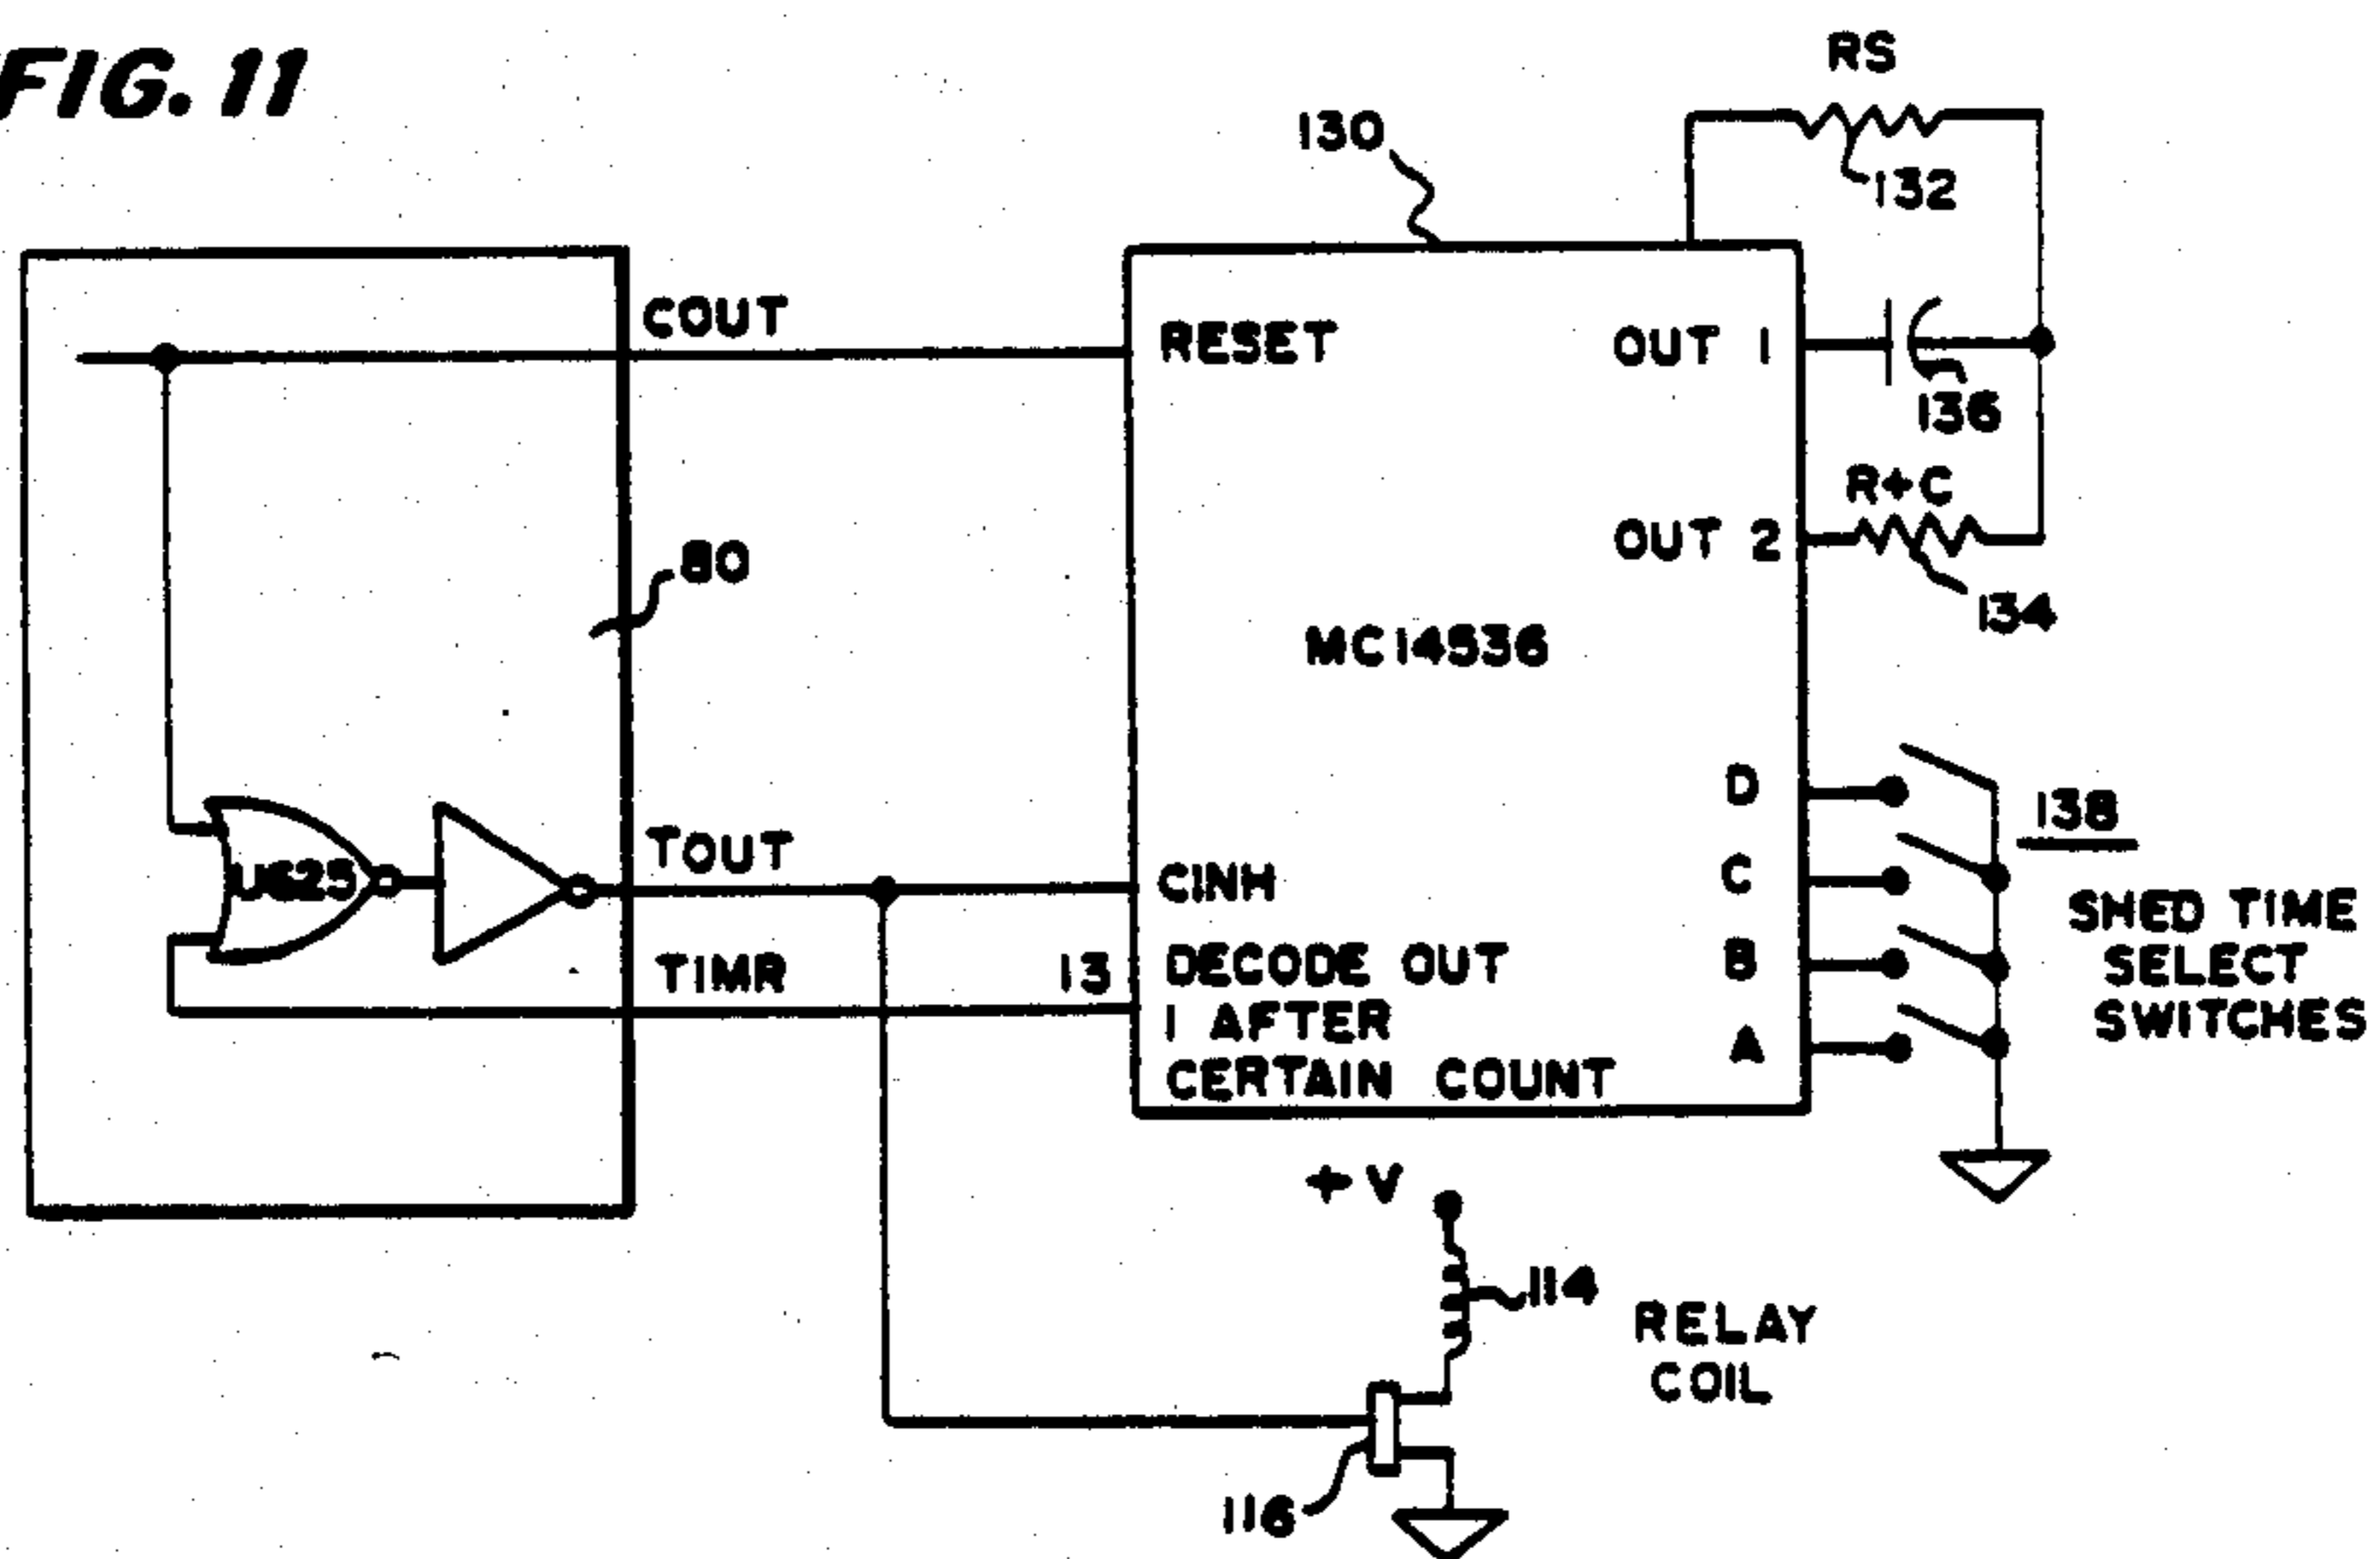 FIG. 11
RS
130
132
COUT
RESET
OUT 1
136
R+C
OUT 2
134
80
MC14536
D
138
C
B
A
SHED TIME
SELECT
SWITCHES
UG25
TOUT
CINH
TIMR
13
DECODE OUT
1 AFTER
CERTAIN COUNT
+V
114
RELAY
COIL
116